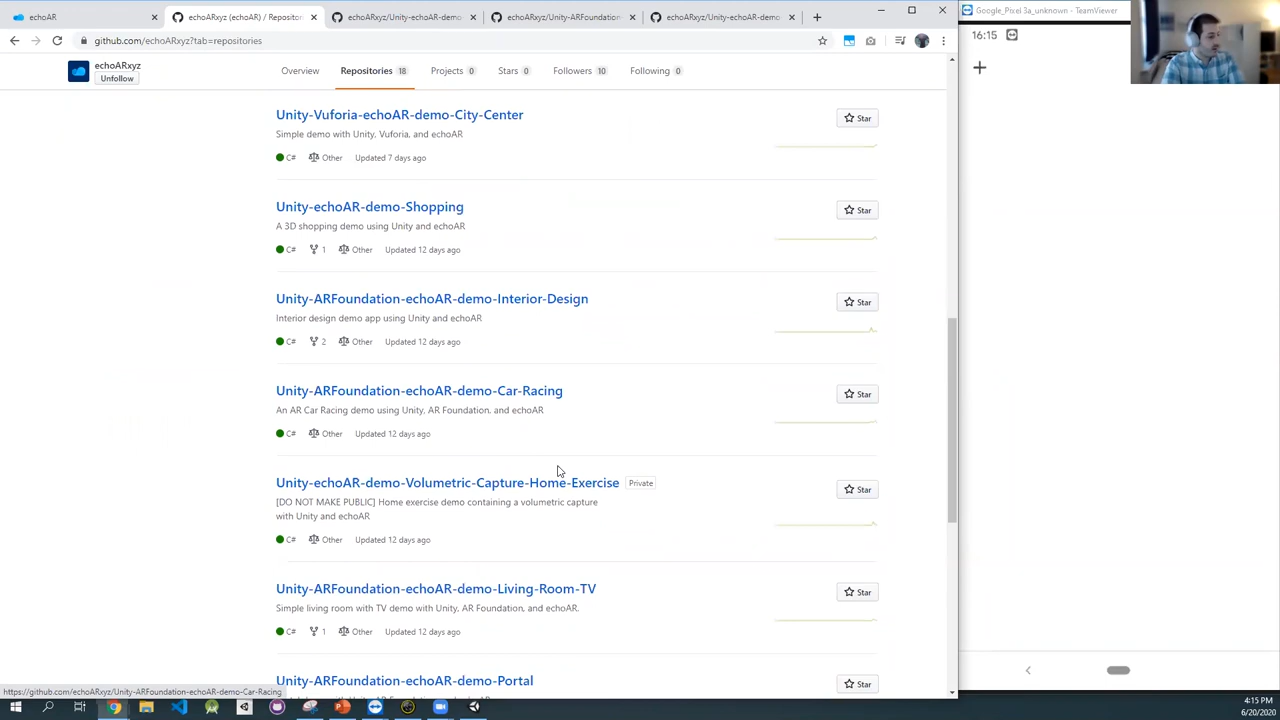 echoAR
echoARxyz (echoAR) / Repositor
echoARxyz/Unity-echoAR-demo-
echoARxyz/Unity-ARFoundation-
echoARxyz/Unity-echoAR-demo-
Google_Pixel 3a_unknown - TeamViewer
github.com/echoARxyz?tab=repositories
16:15
echoARxyz
Unfollow
Overview
Repositories 18
Projects 0
Stars 0
Followers 10
Following 0
Unity-Vuforia-echoAR-demo-City-Center
Star
Simple demo with Unity, Vuforia, and echoAR
C# Other Updated 7 days ago
Unity-echoAR-demo-Shopping
Star
A 3D shopping demo using Unity and echoAR
C# 1 Other Updated 12 days ago
Unity-ARFoundation-echoAR-demo-Interior-Design
Star
Interior design demo app using Unity and echoAR
C# 2 Other Updated 12 days ago
Unity-ARFoundation-echoAR-demo-Car-Racing
Star
An AR Car Racing demo using Unity, AR Foundation, and echoAR
C# Other Updated 12 days ago
Unity-echoAR-demo-Volumetric-Capture-Home-Exercise Private
Star
[DO NOT MAKE PUBLIC] Home exercise demo containing a volumetric capture
with Unity and echoAR
C# Other Updated 12 days ago
Unity-ARFoundation-echoAR-demo-Living-Room-TV
Star
Simple living room with TV demo with Unity, AR Foundation, and echoAR.
C# 1 Other Updated 12 days ago
Unity-ARFoundation-echoAR-demo-Portal
Star
https://github.com/echoARxyz/Unity-ARFoundation-echoAR-demo-Car-Racing
4:15 PM
6/20/2020